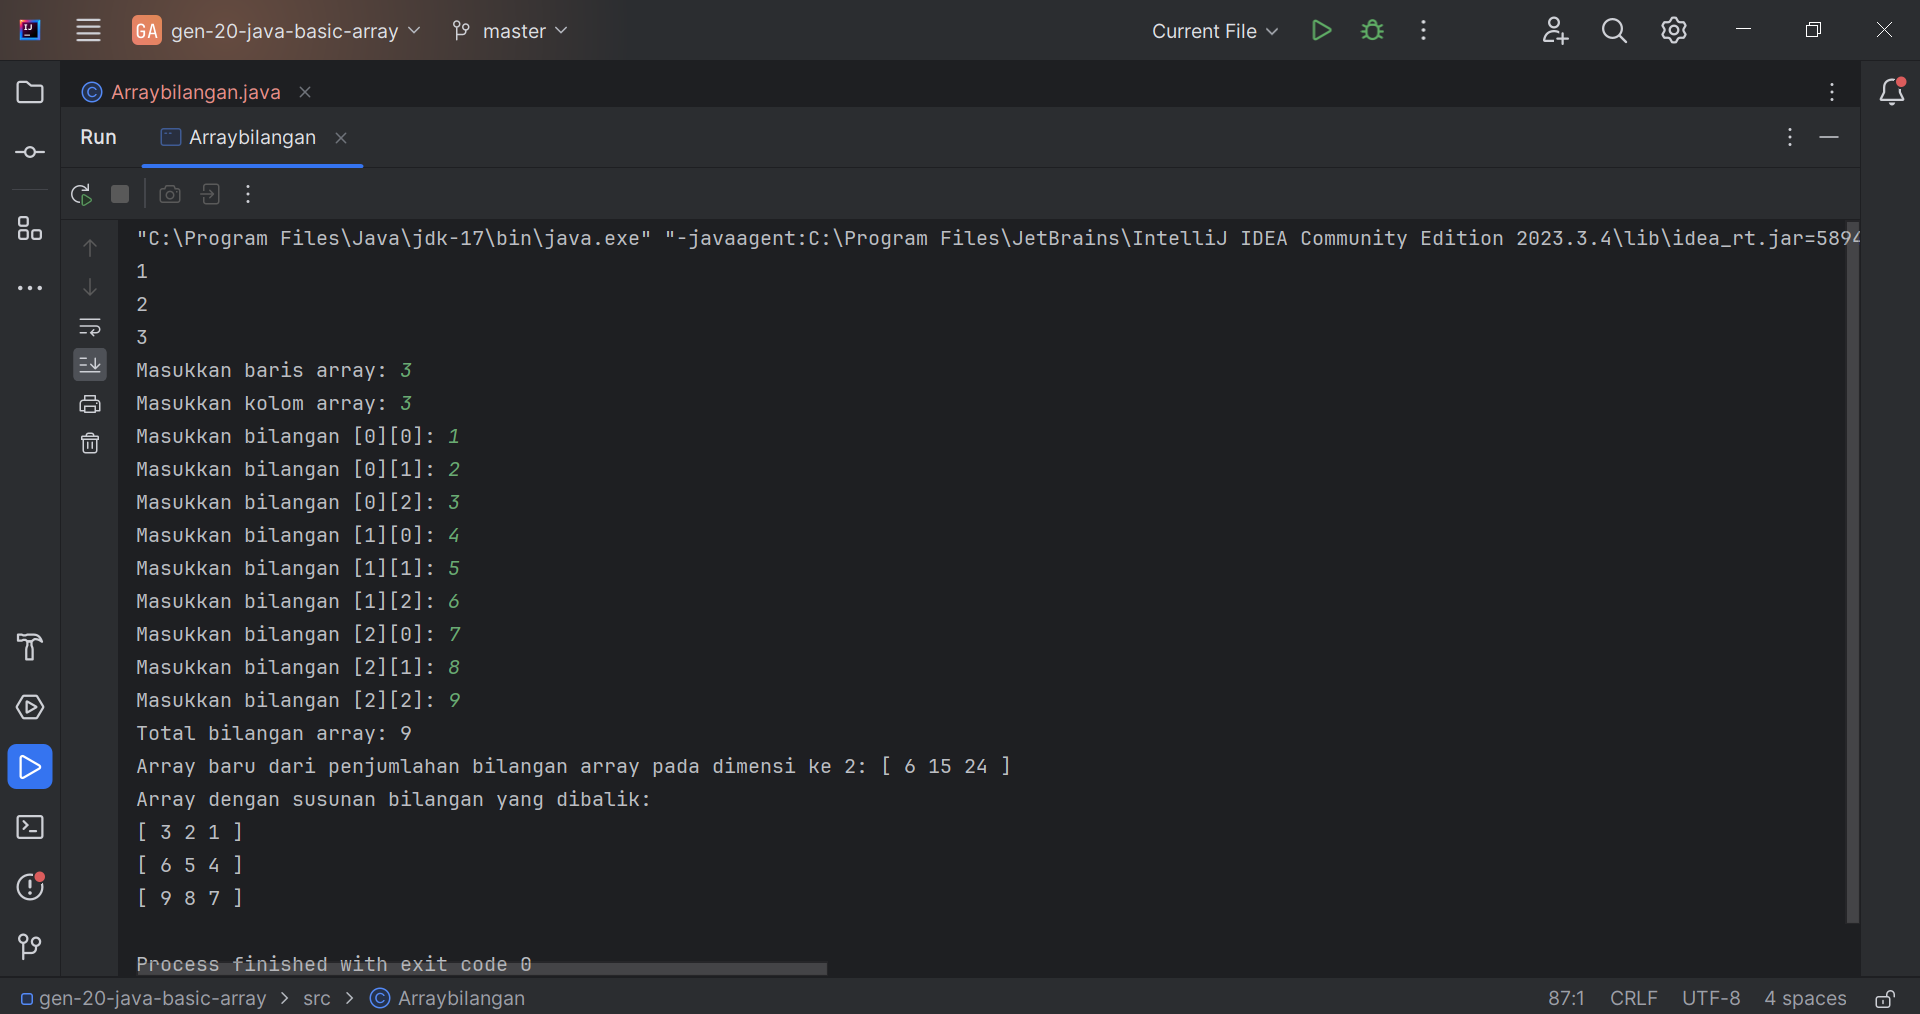 GA gen-20-java-basic-array master Current File
Arraybilangan.java
Run Arraybilangan
"C:\Program Files\Java\jdk-17\bin\java.exe" "-javaagent:C:\Program Files\JetBrains\IntelliJ IDEA Community Edition 2023.3.4\lib\idea_rt.jar=5894
1
2
3
Masukkan baris array: 3
Masukkan kolom array: 3
Masukkan bilangan [0][0]: 1
Masukkan bilangan [0][1]: 2
Masukkan bilangan [0][2]: 3
Masukkan bilangan [1][0]: 4
Masukkan bilangan [1][1]: 5
Masukkan bilangan [1][2]: 6
Masukkan bilangan [2][0]: 7
Masukkan bilangan [2][1]: 8
Masukkan bilangan [2][2]: 9
Total bilangan array: 9
Array baru dari penjumlahan bilangan array pada dimensi ke 2: [ 6 15 24 ]
Array dengan susunan bilangan yang dibalik:
[ 3 2 1 ]
[ 6 5 4 ]
[ 9 8 7 ]
Process finished with exit code 0
gen-20-java-basic-array > src > Arraybilangan 87:1 CRLF UTF-8 4 spaces